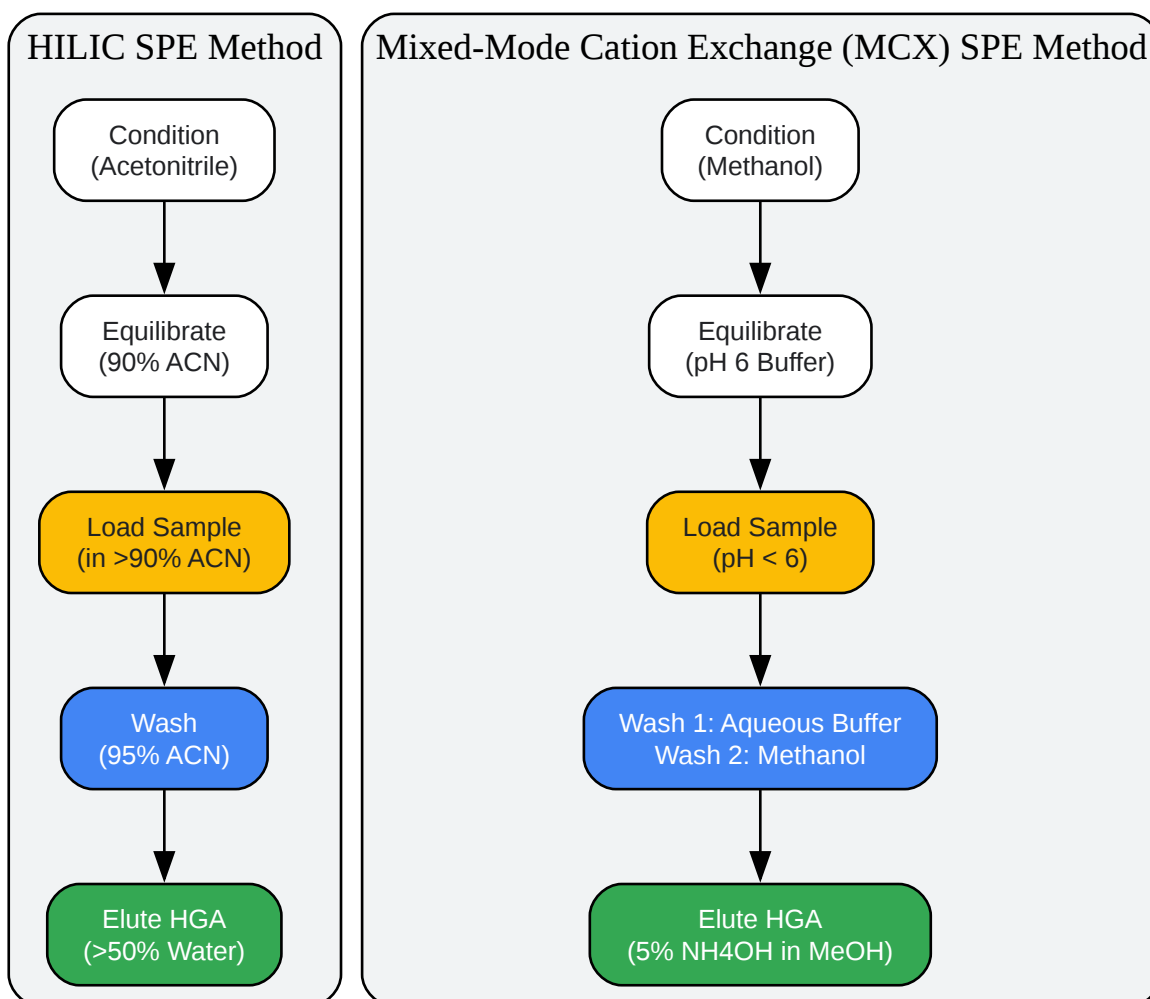 HILIC SPE Method
Condition
(Acetonitrile)
Equilibrate
(90% ACN)
Load Sample
(in >90% ACN)
Wash
(95% ACN)
Elute HGA
(>50% Water)
Mixed-Mode Cation Exchange (MCX) SPE Method
Condition
(Methanol)
Equilibrate
(pH 6 Buffer)
Load Sample
(pH < 6)
Wash 1: Aqueous Buffer
Wash 2: Methanol
Elute HGA
(5% NH4OH in MeOH)